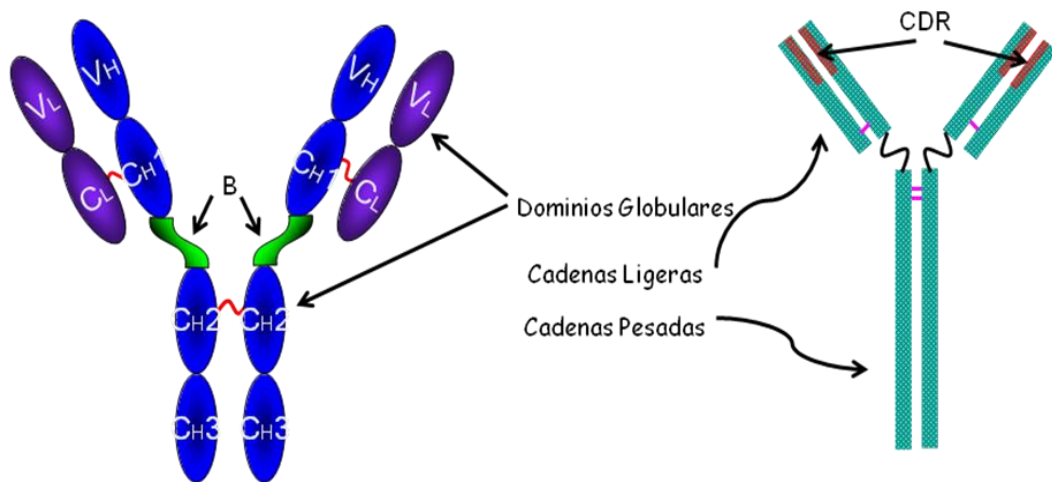 VL
VH
CL
CH1
VH
VL
CH1
CL
B
CH2
CH2
CH3
CH3
Dominios Globulares
Cadenas Ligeras
Cadenas Pesadas
CDR